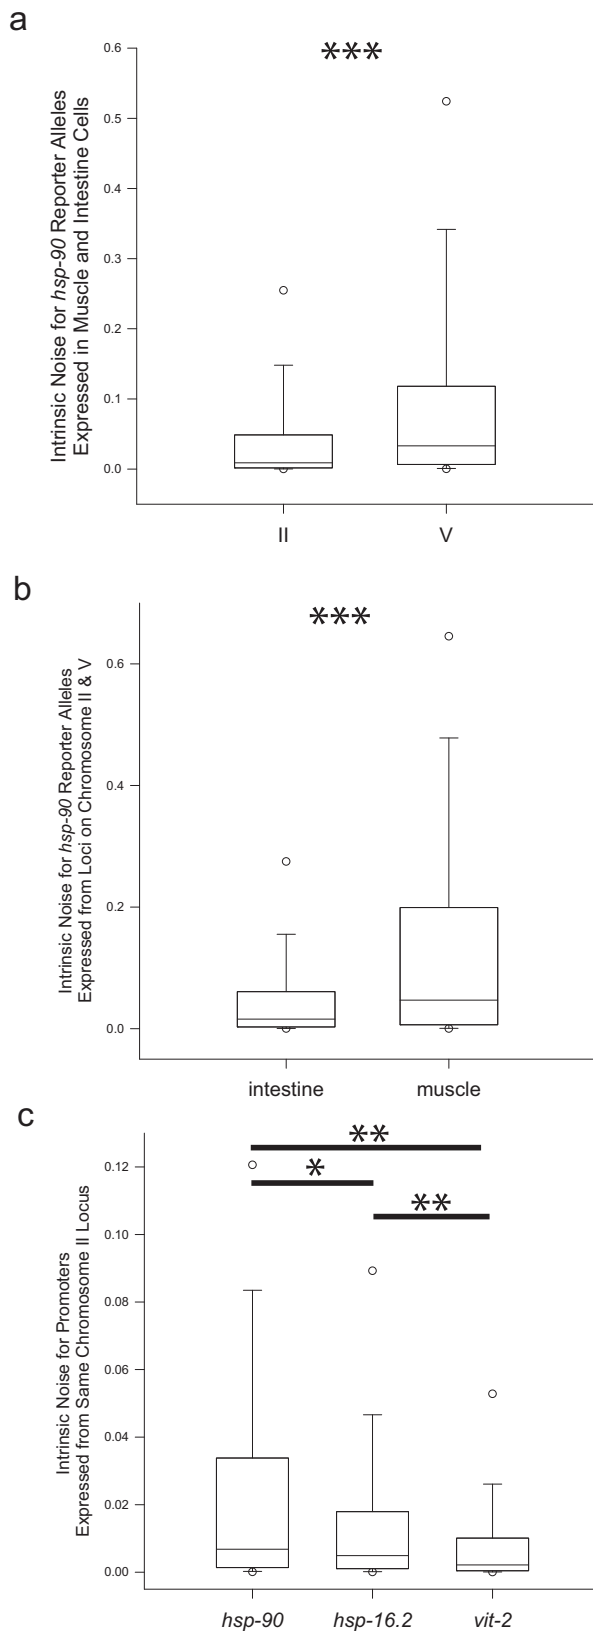 a
Intrinsic Noise for hsp-90 Reporter Alleles
Expressed in Muscle and Intestine Cells
0.6
0.5
0.4
0.3
0.2
0.1
0.0
***
II
V
b
Intrinsic Noise for hsp-90 Reporter Alleles
Expressed from Loci on Chromosome II & V
0.6
0.4
0.2
0.0
***
intestine
muscle
c
Intrinsic Noise for Promoters
Expressed from Same Chromosome II Locus
0.12
0.10
0.08
0.06
0.04
0.02
0.00
**
*
**
hsp-90
hsp-16.2
vit-2